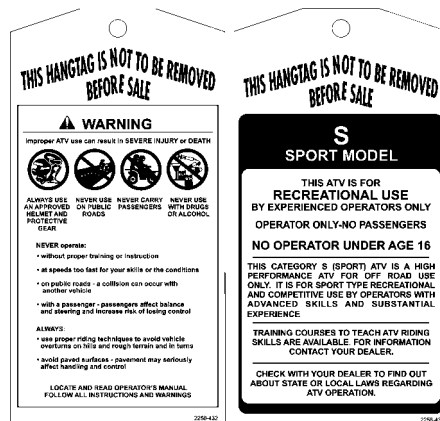 THIS HANGTAG IS NOT TO BE REMOVED
BEFORE SALE
WARNING
Improper ATV use can result in SEVERE INJURY or DEATH
ALWAYS USE
AN APPROVED
HELMET AND
PROTECTIVE
GEAR
NEVER USE
ON PUBLIC
ROADS
NEVER CARRY
PASSENGERS
NEVER USE
WITH DRUGS
OR ALCOHOL
NEVER operate:
• without proper training or instruction
• at speeds too fast for your skills or the conditions
• on public roads - a collision can occur with
another vehicle
• with a passenger - passengers affect balance
and steering and increase risk of losing control
ALWAYS:
• use proper riding techniques to avoid vehicle
overturns on hills and rough terrain and in turns
• avoid paved surfaces - pavement may seriously
affect handling and control
LOCATE AND READ OPERATOR'S MANUAL
FOLLOW ALL INSTRUCTIONS AND WARNINGS
2258-432
THIS HANGTAG IS NOT TO BE REMOVED
BEFORE SALE
S
SPORT MODEL
THIS ATV IS FOR
RECREATIONAL USE
BY EXPERIENCED OPERATORS ONLY
OPERATOR ONLY-NO PASSENGERS
NO OPERATOR UNDER AGE 16
THIS CATEGORY S (SPORT) ATV IS A HIGH
PERFORMANCE ATV FOR OFF ROAD USE
ONLY. IT IS FOR SPORT TYPE RECREATIONAL
AND COMPETITIVE USE BY OPERATORS WITH
ADVANCED SKILLS AND SUBSTANTIAL
EXPERIENCE
TRAINING COURSES TO TEACH ATV RIDING
SKILLS ARE AVAILABLE. FOR INFORMATION
CONTACT YOUR DEALER.
CHECK WITH YOUR DEALER TO FIND OUT
ABOUT STATE OR LOCAL LAWS REGARDING
ATV OPERATION.